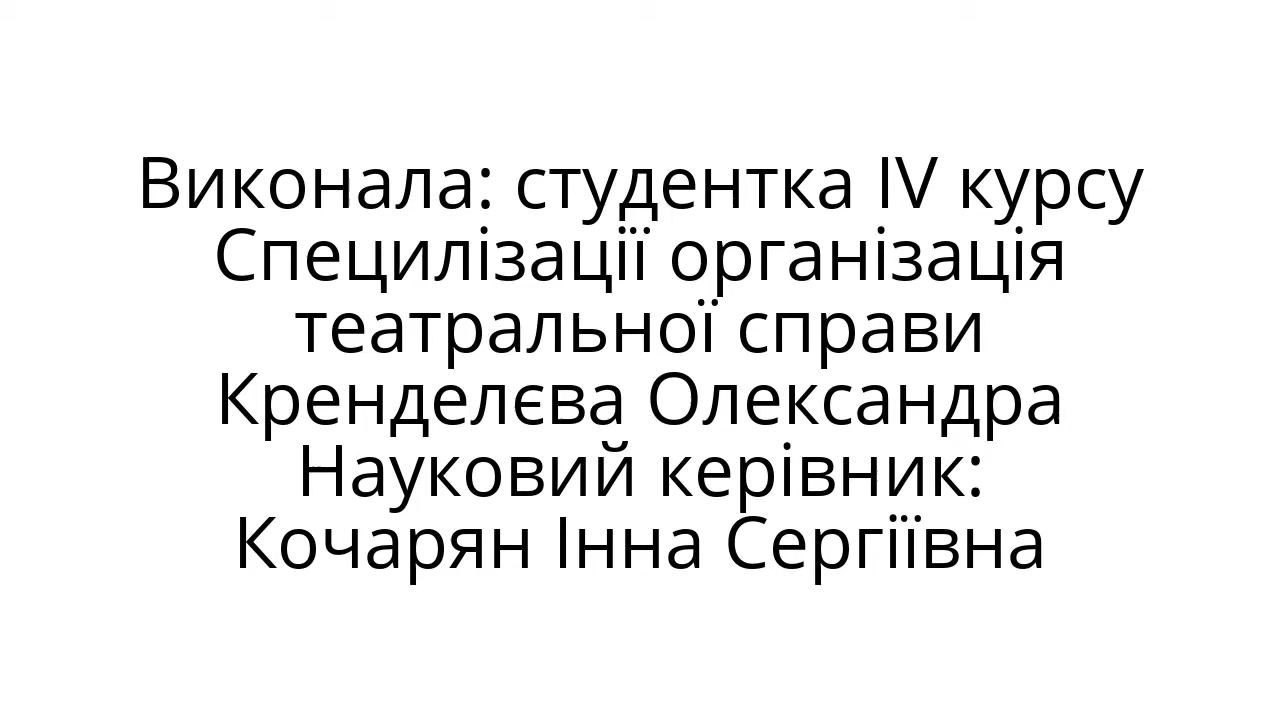 Виконала: студентка IV курсу
Специлізації організація
театральної справи
Кренделєва Олександра
Науковий керівник:
Кочарян Інна Сергіївна